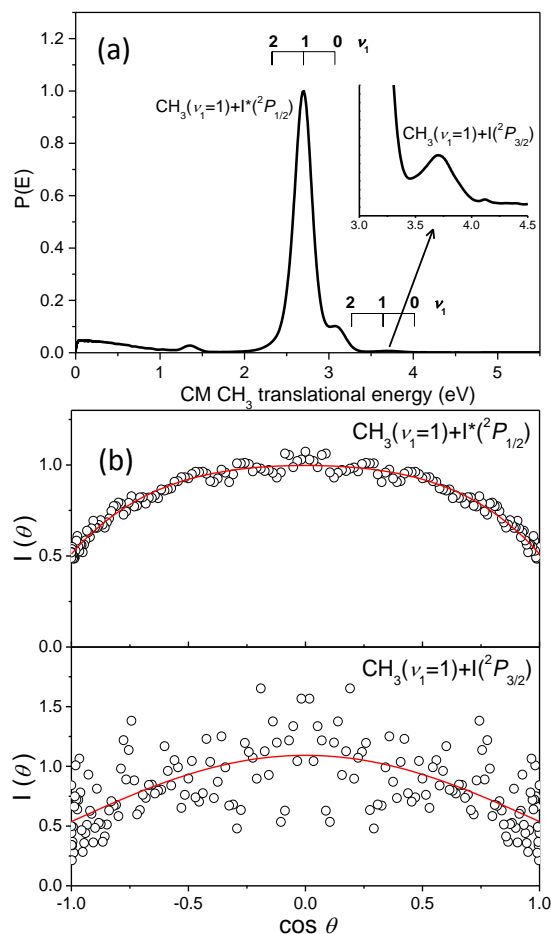 (a)
2 1 0 ν₁
CH₃(ν₁=1)+I*(²P₁/₂)
CH₃(ν₁=1)+I(²P₃/₂)
3.0 3.5 4.0 4.5
2 1 0 ν₁
P(E)
1.2
1.0
0.8
0.6
0.4
0.2
0.0
0 1 2 3 4 5
CM CH₃ translational energy (eV)
(b)
CH₃(ν₁=1)+I*(²P₁/₂)
I (θ)
1.0
0.5
0.0
CH₃(ν₁=1)+I(²P₃/₂)
I (θ)
1.5
1.0
0.5
0.0
-1.0 -0.5 0.0 0.5 1.0
cos θ